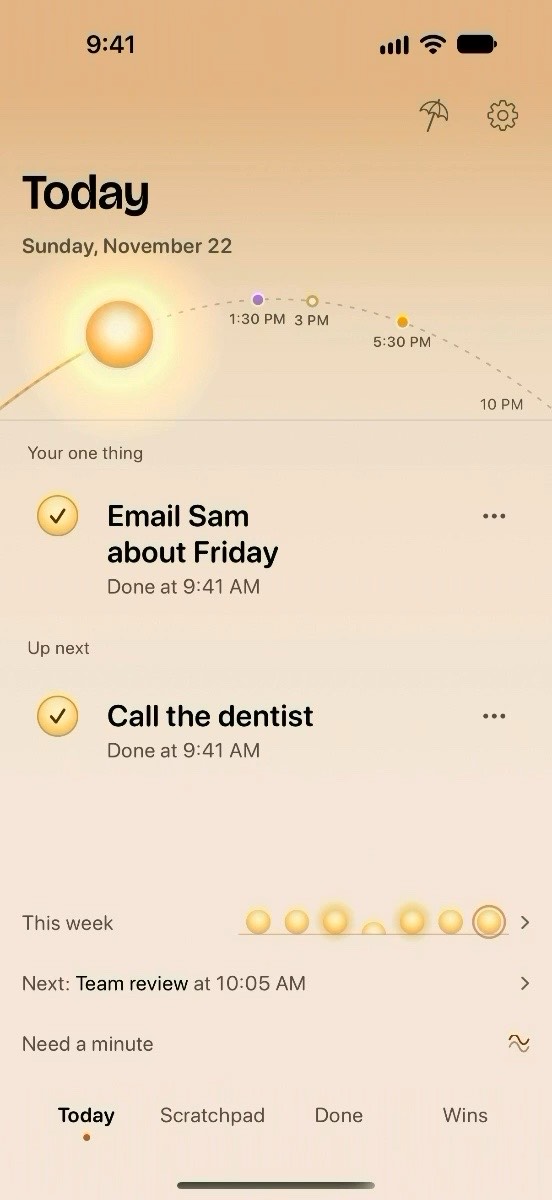 9:41
Today
Sunday, November 22
1:30 PM
3 PM
5:30 PM
10 PM
Your one thing
Email Sam
about Friday
Done at 9:41 AM
Up next
Call the dentist
Done at 9:41 AM
This week
Next: Team review at 10:05 AM
Need a minute
Today
Scratchpad
Done
Wins